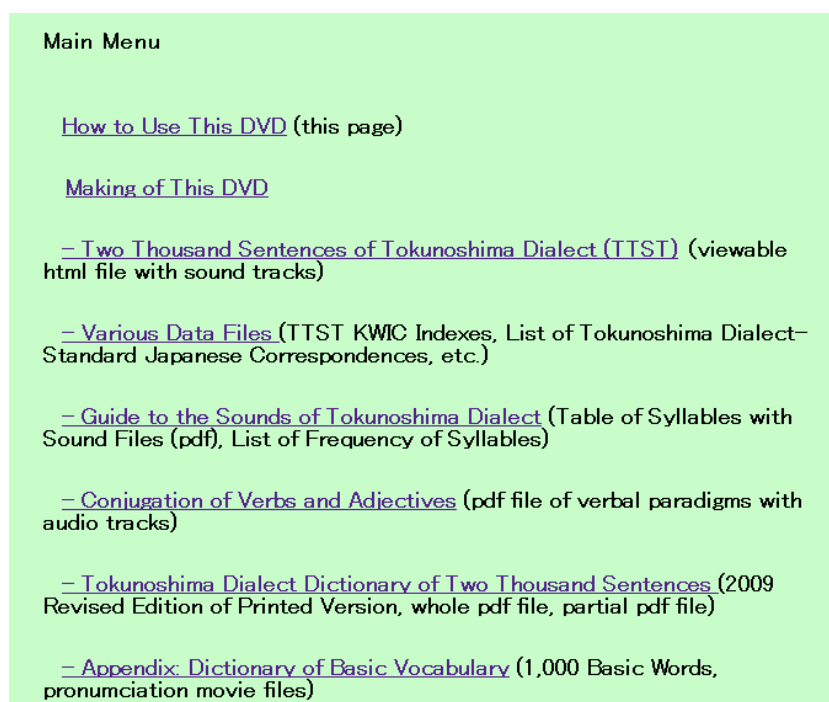 Main Menu
How to Use This DVD (this page)
Making of This DVD
- Two Thousand Sentences of Tokunoshima Dialect (TTST) (viewable
html file with sound tracks)
- Various Data Files (TTST KWIC Indexes, List of Tokunoshima Dialect-
Standard Japanese Correspondences, etc.)
- Guide to the Sounds of Tokunoshima Dialect (Table of Syllables with
Sound Files (pdf), List of Frequency of Syllables)
- Conjugation of Verbs and Adjectives (pdf file of verbal paradigms with
audio tracks)
- Tokunoshima Dialect Dictionary of Two Thousand Sentences (2009
Revised Edition of Printed Version, whole pdf file, partial pdf file)
- Appendix: Dictionary of Basic Vocabulary (1,000 Basic Words,
pronumciation movie files)